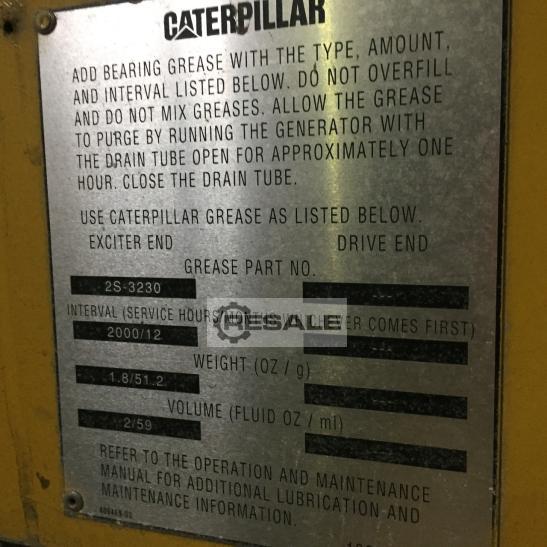 CATERPILLAR
ADD BEARING GREASE WITH THE TYPE, AMOUNT,
AND INTERVAL LISTED BELOW. DO NOT OVERFILL
AND DO NOT MIX GREASES. ALLOW THE GREASE
TO PURGE BY RUNNING THE GENERATOR WITH
THE DRAIN TUBE OPEN FOR APPROXIMATELY ONE
HOUR. CLOSE THE DRAIN TUBE.
USE CATERPILLAR GREASE AS LISTED BELOW.
EXCITER END DRIVE END
GREASE PART NO.
2S-3230 ---
INTERVAL (SERVICE HOURS/MONTHS WHICHEVER COMES FIRST)
RESALE
2000/12 ---
WEIGHT (OZ / g)
1.8/51.2
VOLUME (FLUID OZ / ml)
2/59
REFER TO THE OPERATION AND MAINTENANCE
MANUAL FOR ADDITIONAL LUBRICATION AND
MAINTENANCE INFORMATION.